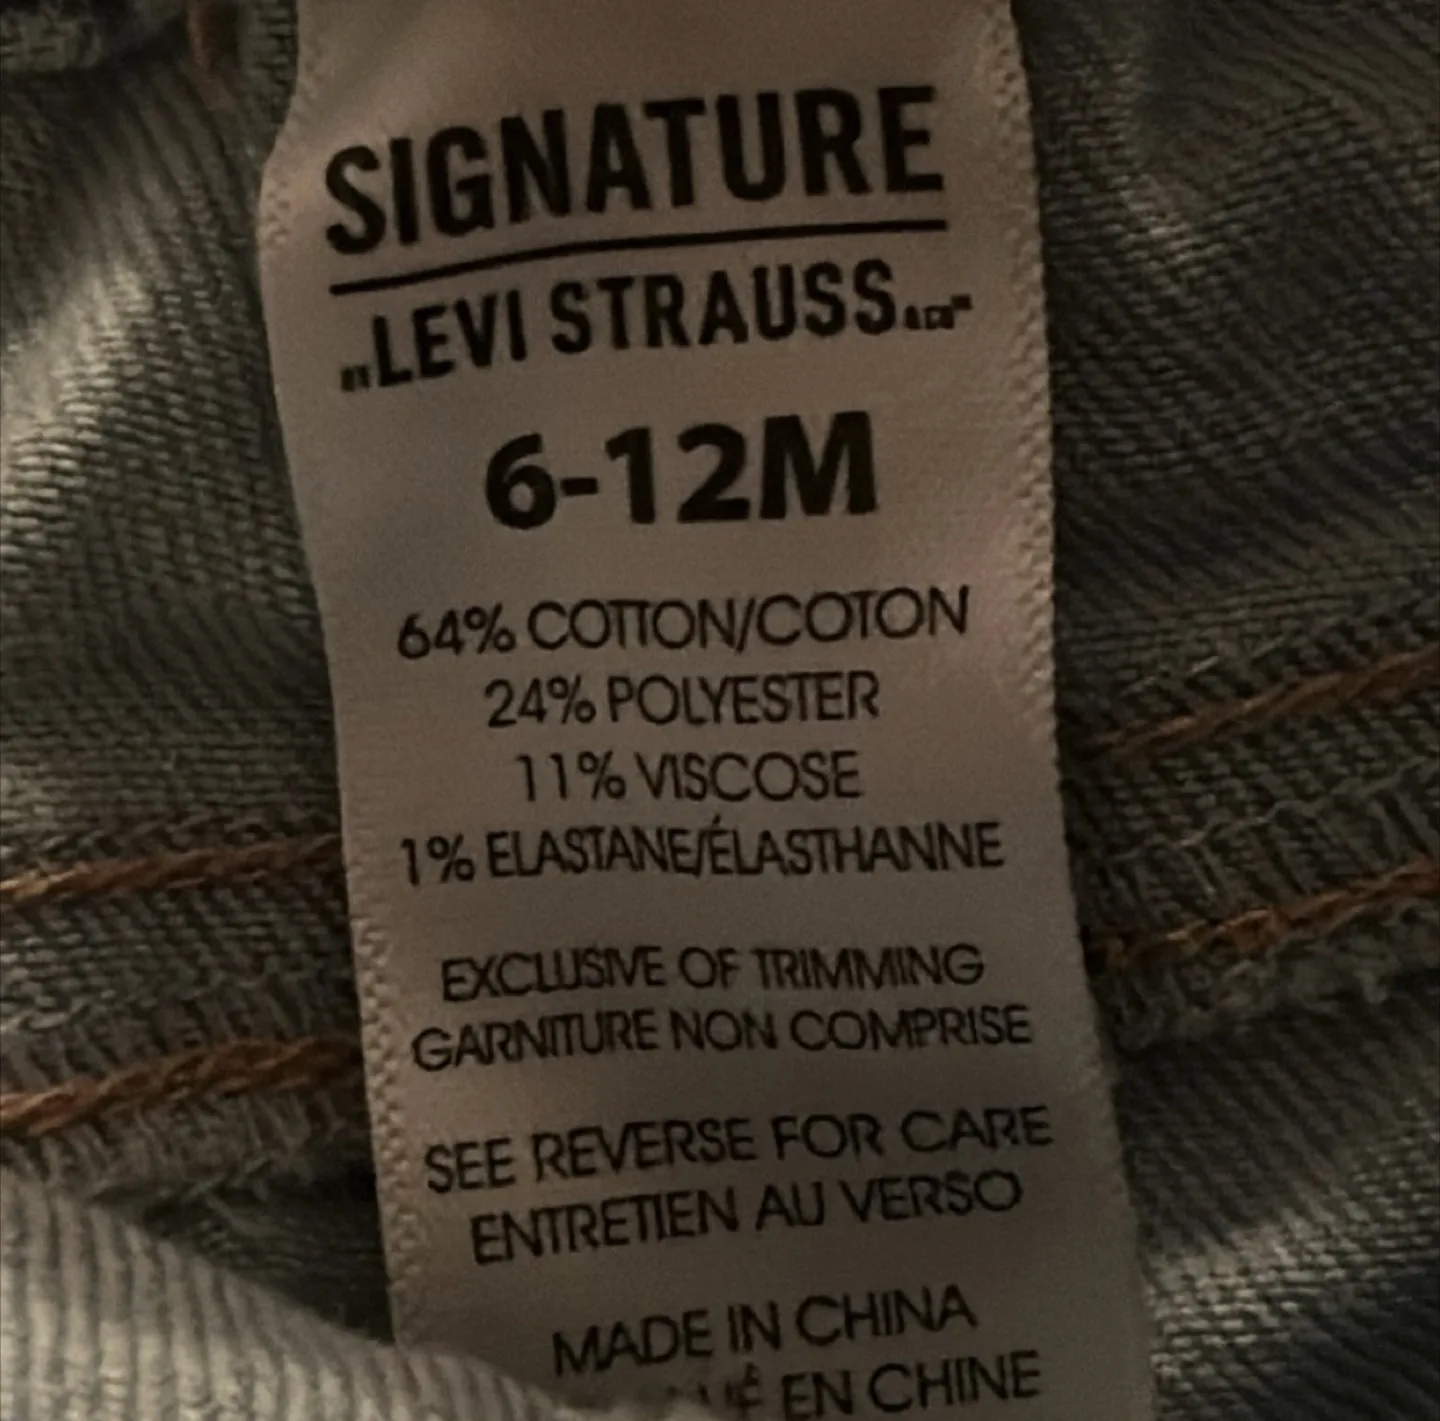 SIGNATURE
LEVI STRAUSS & CO
6-12M
64% COTTON/COTON
24% POLYESTER
11% VISCOSE
1% ELASTANE/ÉLASTHANNE
EXCLUSIVE OF TRIMMING
GARNITURE NON COMPRISE
SEE REVERSE FOR CARE
ENTRETIEN AU VERSO
MADE IN CHINA
EN CHINE